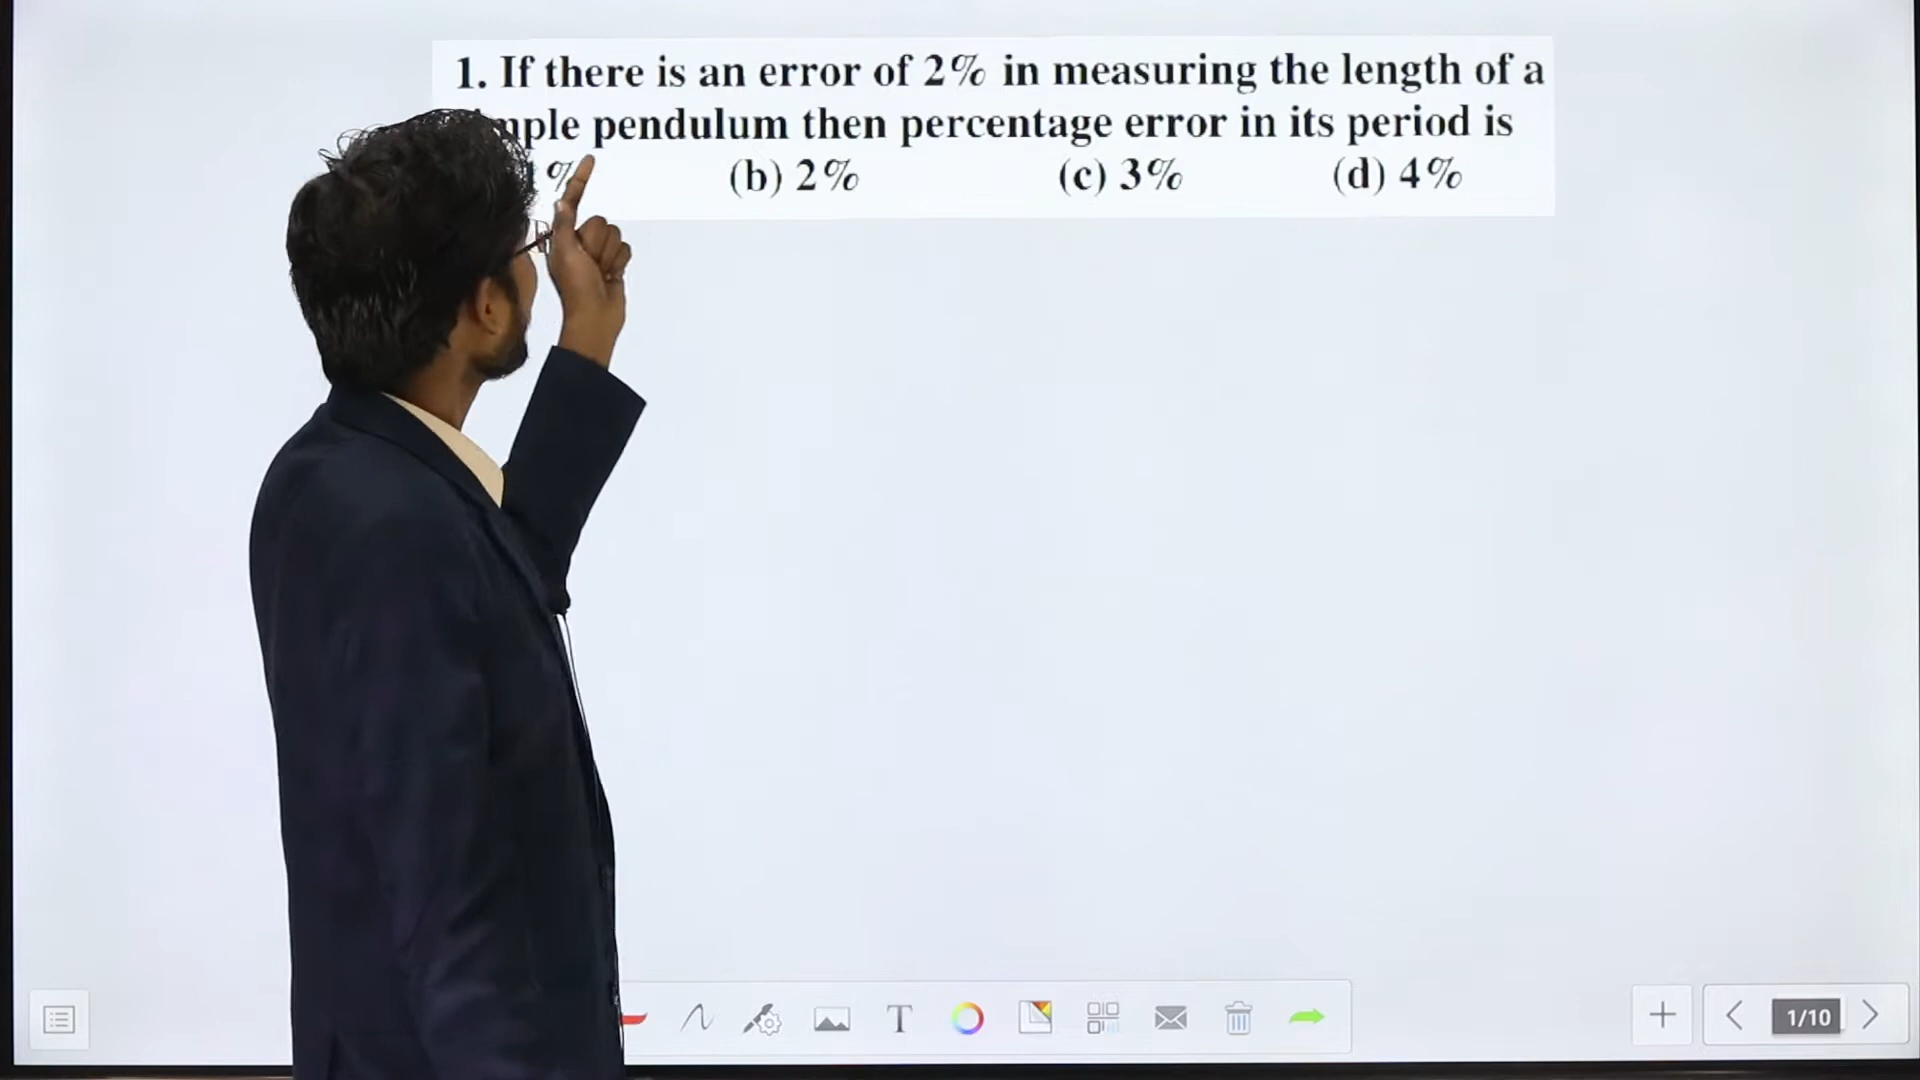 1. If there is an error of 2% in measuring the length of a
pendulum then percentage error in its period is
1% (b) 2% (c) 3% (d) 4%
T
1/10